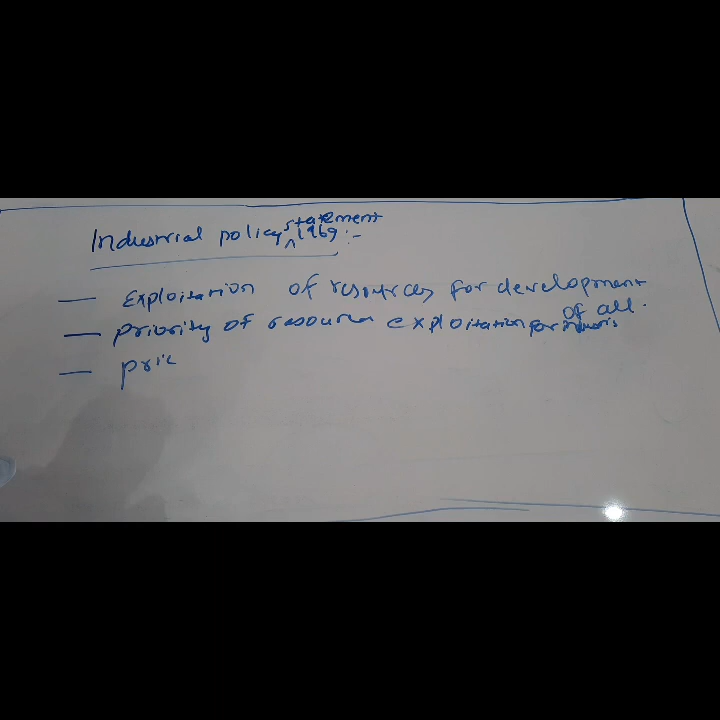 Industrial policy statement 1969 :-
— Exploitation of resources for development of all.
— priority of resource exploitation for
— pric